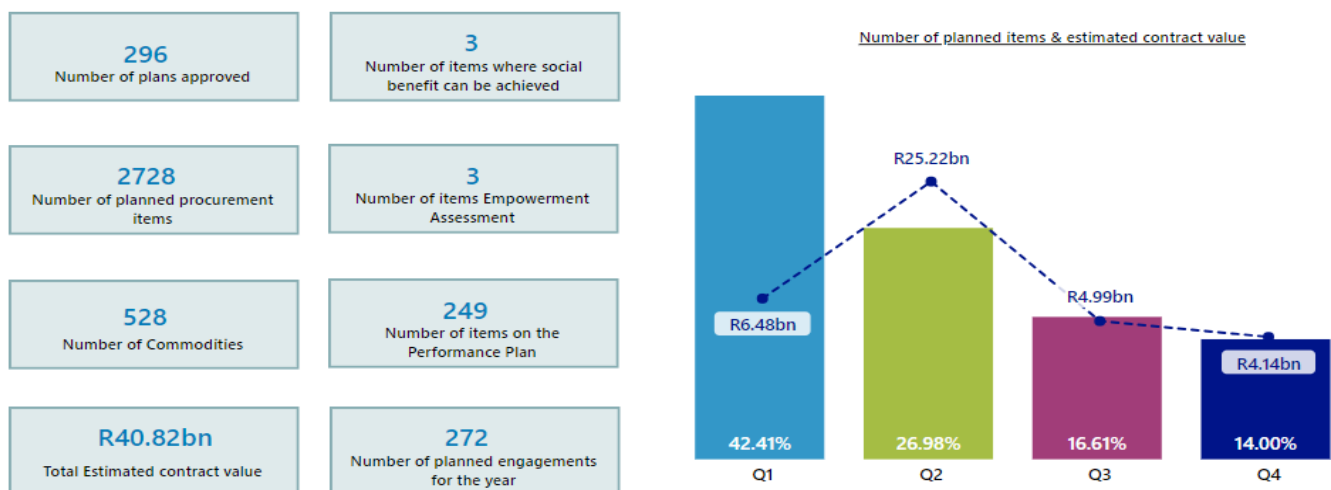 296
Number of plans approved
3
Number of items where social
benefit can be achieved
2728
Number of planned procurement
items
3
Number of items Empowerment
Assessment
528
Number of Commodities
249
Number of items on the
Performance Plan
R40.82bn
Total Estimated contract value
272
Number of planned engagements
for the year
Number of planned items & estimated contract value
R25.22bn
R6.48bn
R4.99bn
R4.14bn
42.41%
26.98%
16.61%
14.00%
Q1
Q2
Q3
Q4